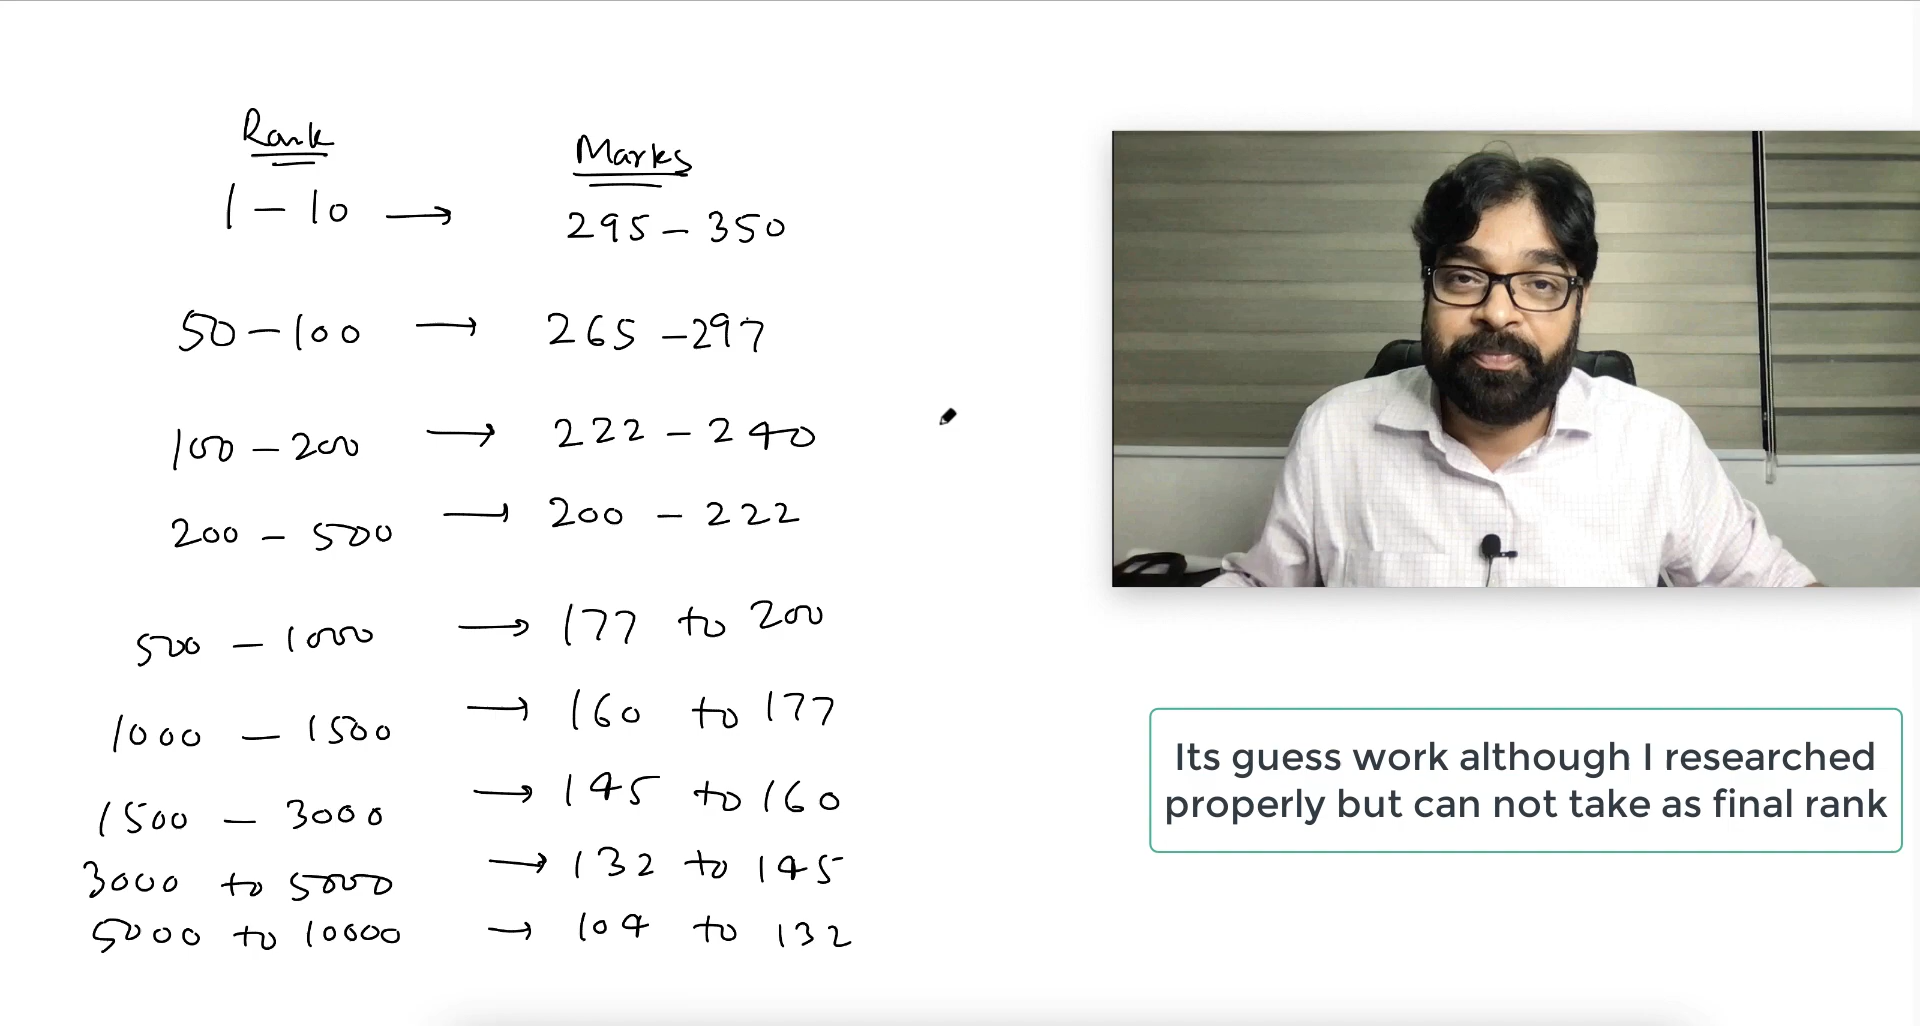 Rank Marks
1 - 10 → 295 - 350
50 - 100 → 265 - 297
100 - 200 → 222 - 240
200 - 500 → 200 - 222
500 - 1000 → 177 to 200
1000 - 1500 → 160 to 177
1500 - 3000 → 145 to 160
3000 to 5000 → 132 to 145
5000 to 10000 → 104 to 132
Its guess work although I researched
properly but can not take as final rank